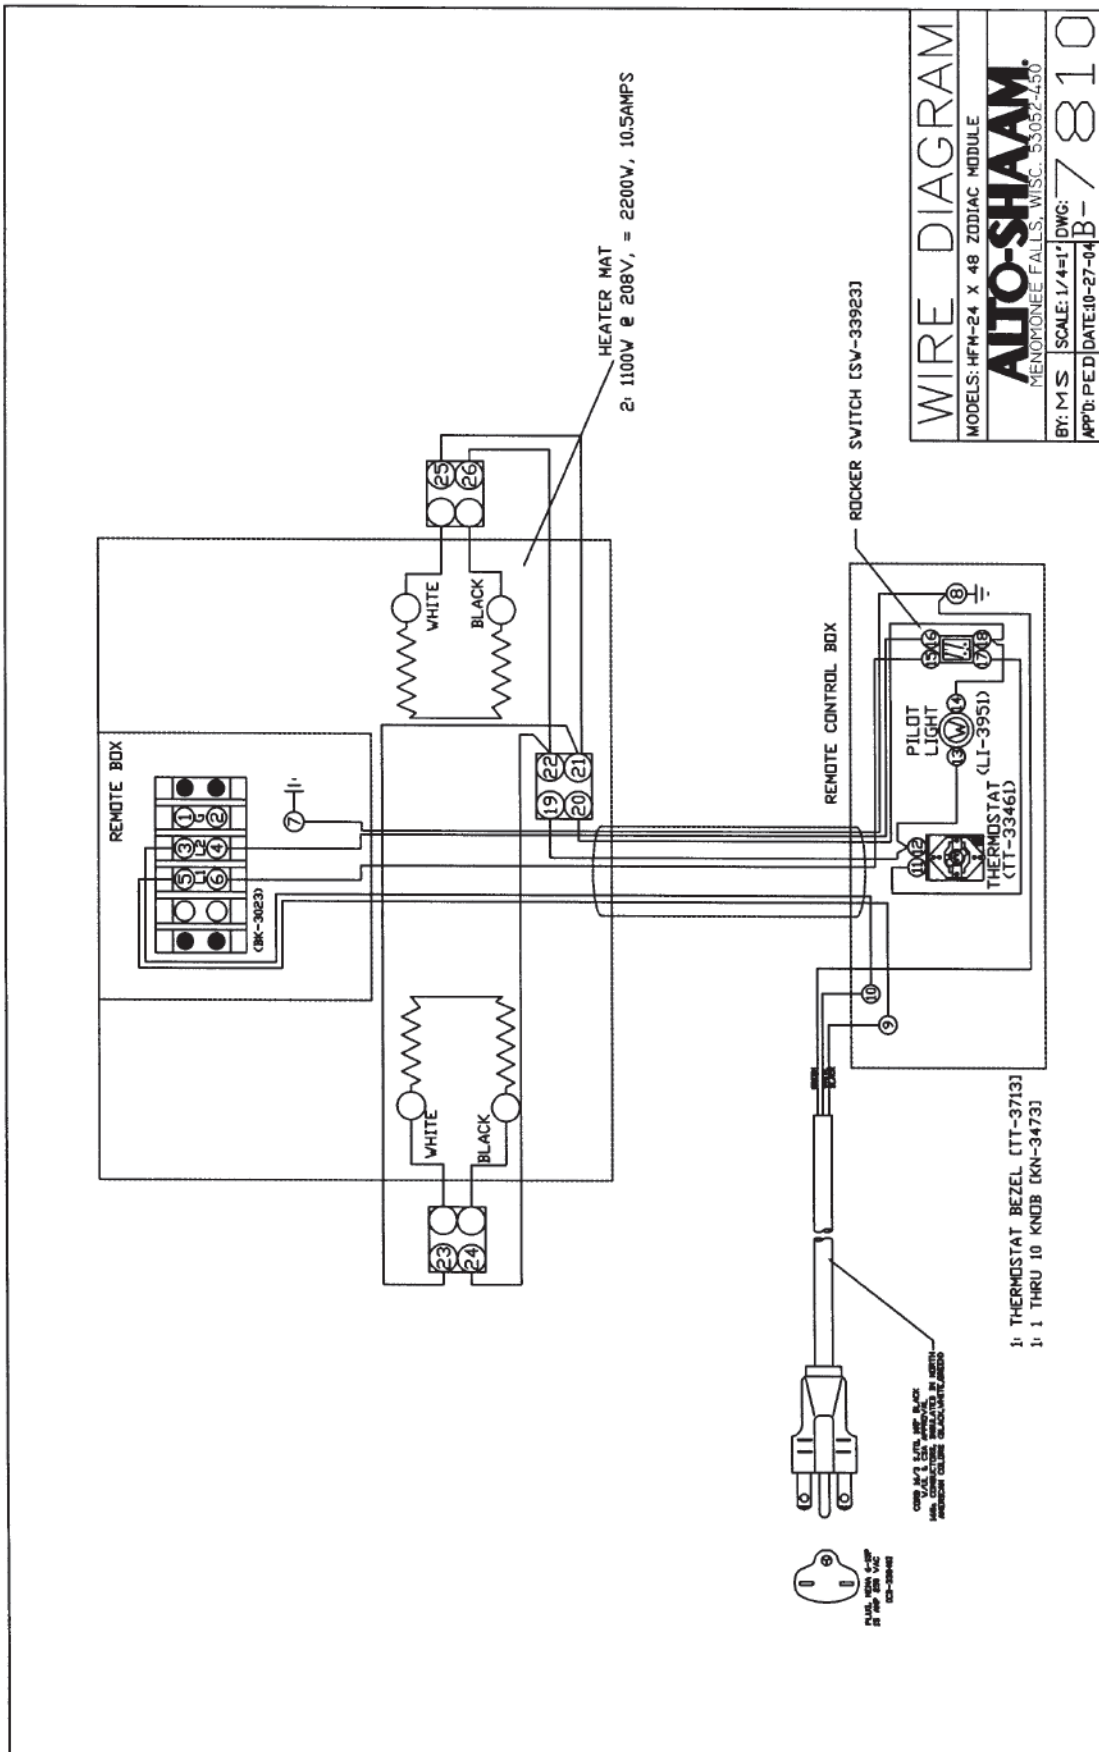 REMOTE BOX
1
G
2
3
L2
4
5
L1
6
(BK-3023)
7
WHITE
BLACK
25
26
HEATER MAT
2: 1100W @ 208V, = 2200W, 10.5AMPS
22
21
19
20
WHITE
BLACK
23
24
REMOTE CONTROL BOX
ROCKER SWITCH [SW-33923]
8
16
15
18
17
PILOT
LIGHT
14
13
(LI-3951)
12
11
THERMOSTAT
(TT-33461)
10
9
1: THERMOSTAT BEZEL [TT-3713]
1: 1 THRU 10 KNOB [KN-3473]
WIRE DIAGRAM
MODELS: HFM-24 X 48 ZODIAC MODULE
ALTO-SHAAM.
MENOMONEE FALLS, WISC. 53052-450
BY: MS
SCALE: 1/4=1"
DWG:
B-7810
APP'D: PED
DATE:10-27-04